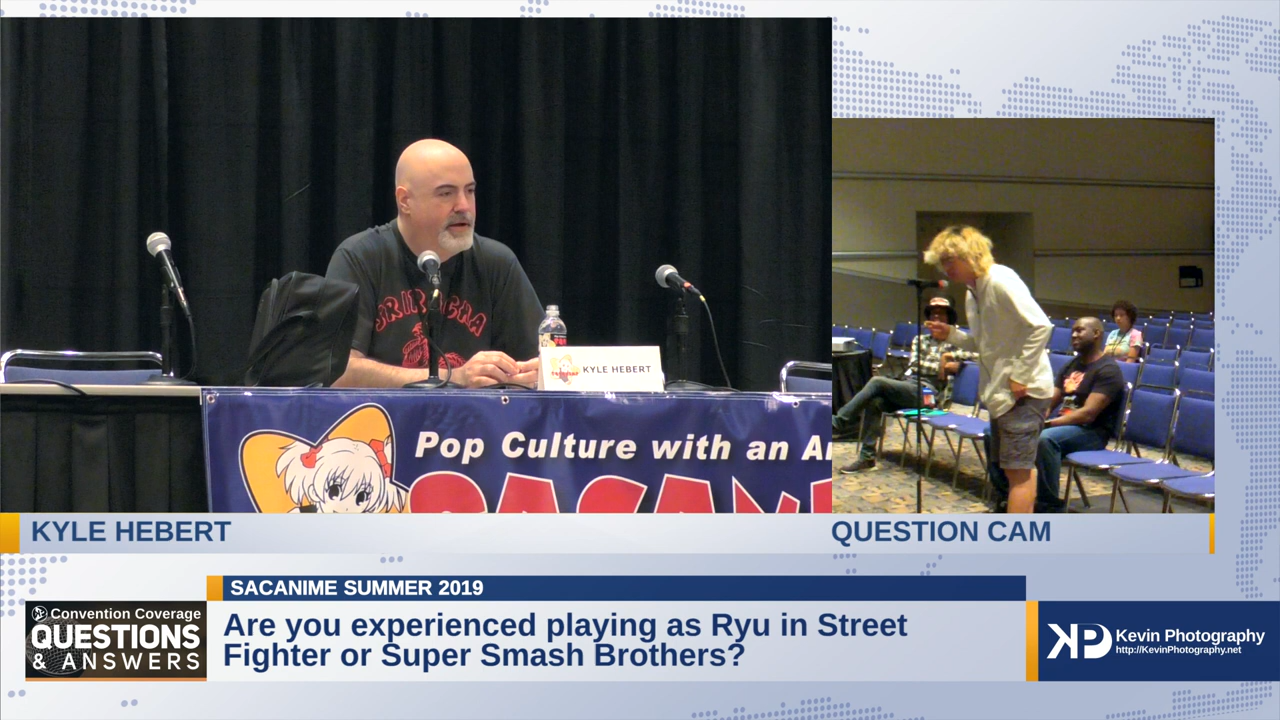 SRIRACHA
KYLE HEBERT
Pop Culture with an
SACANI
KYLE HEBERT
QUESTION CAM
SACANIME SUMMER 2019
Convention Coverage
QUESTIONS
& ANSWERS
Are you experienced playing as Ryu in Street
Fighter or Super Smash Brothers?
KP
Kevin Photography
http://KevinPhotography.net